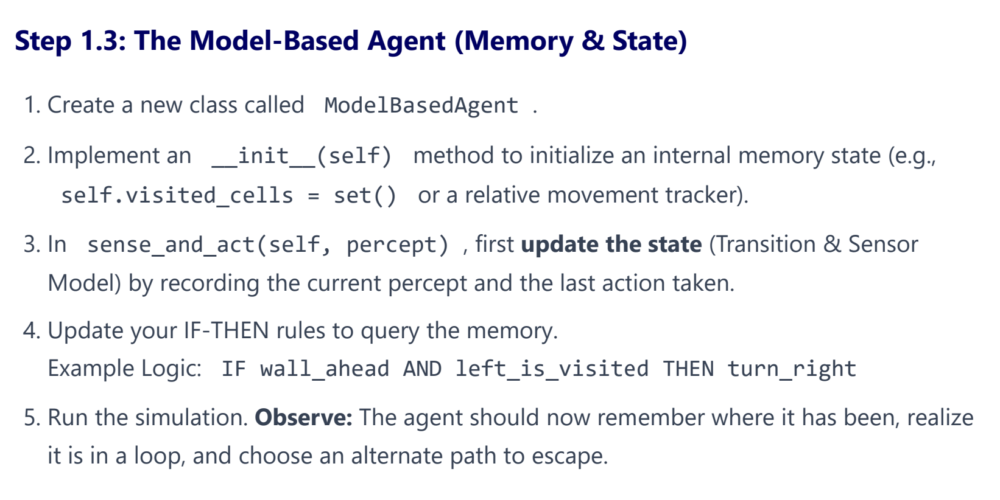 Step 1.3: The Model-Based Agent (Memory & State)
1. Create a new class called ModelBasedAgent .
2. Implement an __init__(self) method to initialize an internal memory state (e.g.,
self.visited_cells = set() or a relative movement tracker).
3. In sense_and_act(self, percept) , first update the state (Transition & Sensor
Model) by recording the current percept and the last action taken.
4. Update your IF-THEN rules to query the memory.
Example Logic: IF wall_ahead AND left_is_visited THEN turn_right
5. Run the simulation. Observe: The agent should now remember where it has been, realize
it is in a loop, and choose an alternate path to escape.